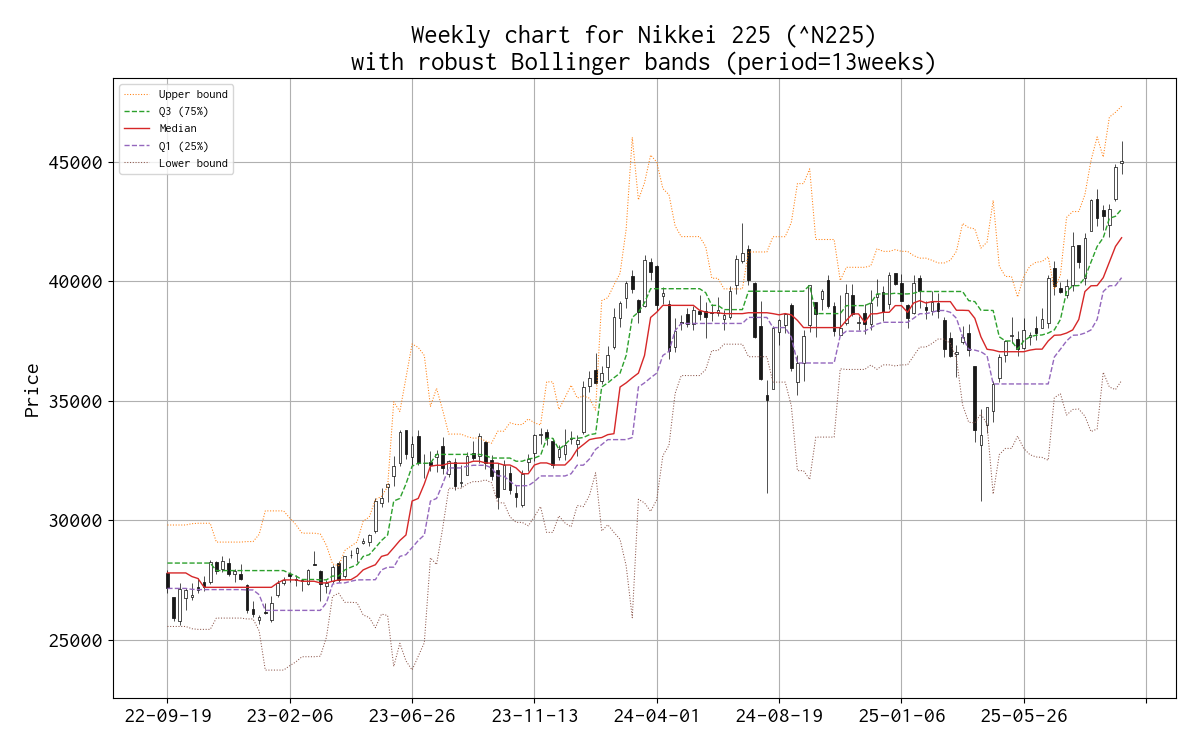 Weekly chart for Nikkei 225 (^N225)
with robust Bollinger bands (period=13weeks)
Upper bound
Q3 (75%)
Median
Q1 (25%)
Lower bound
Price
45000
40000
35000
30000
25000
22-09-19
23-02-06
23-06-26
23-11-13
24-04-01
24-08-19
25-01-06
25-05-26